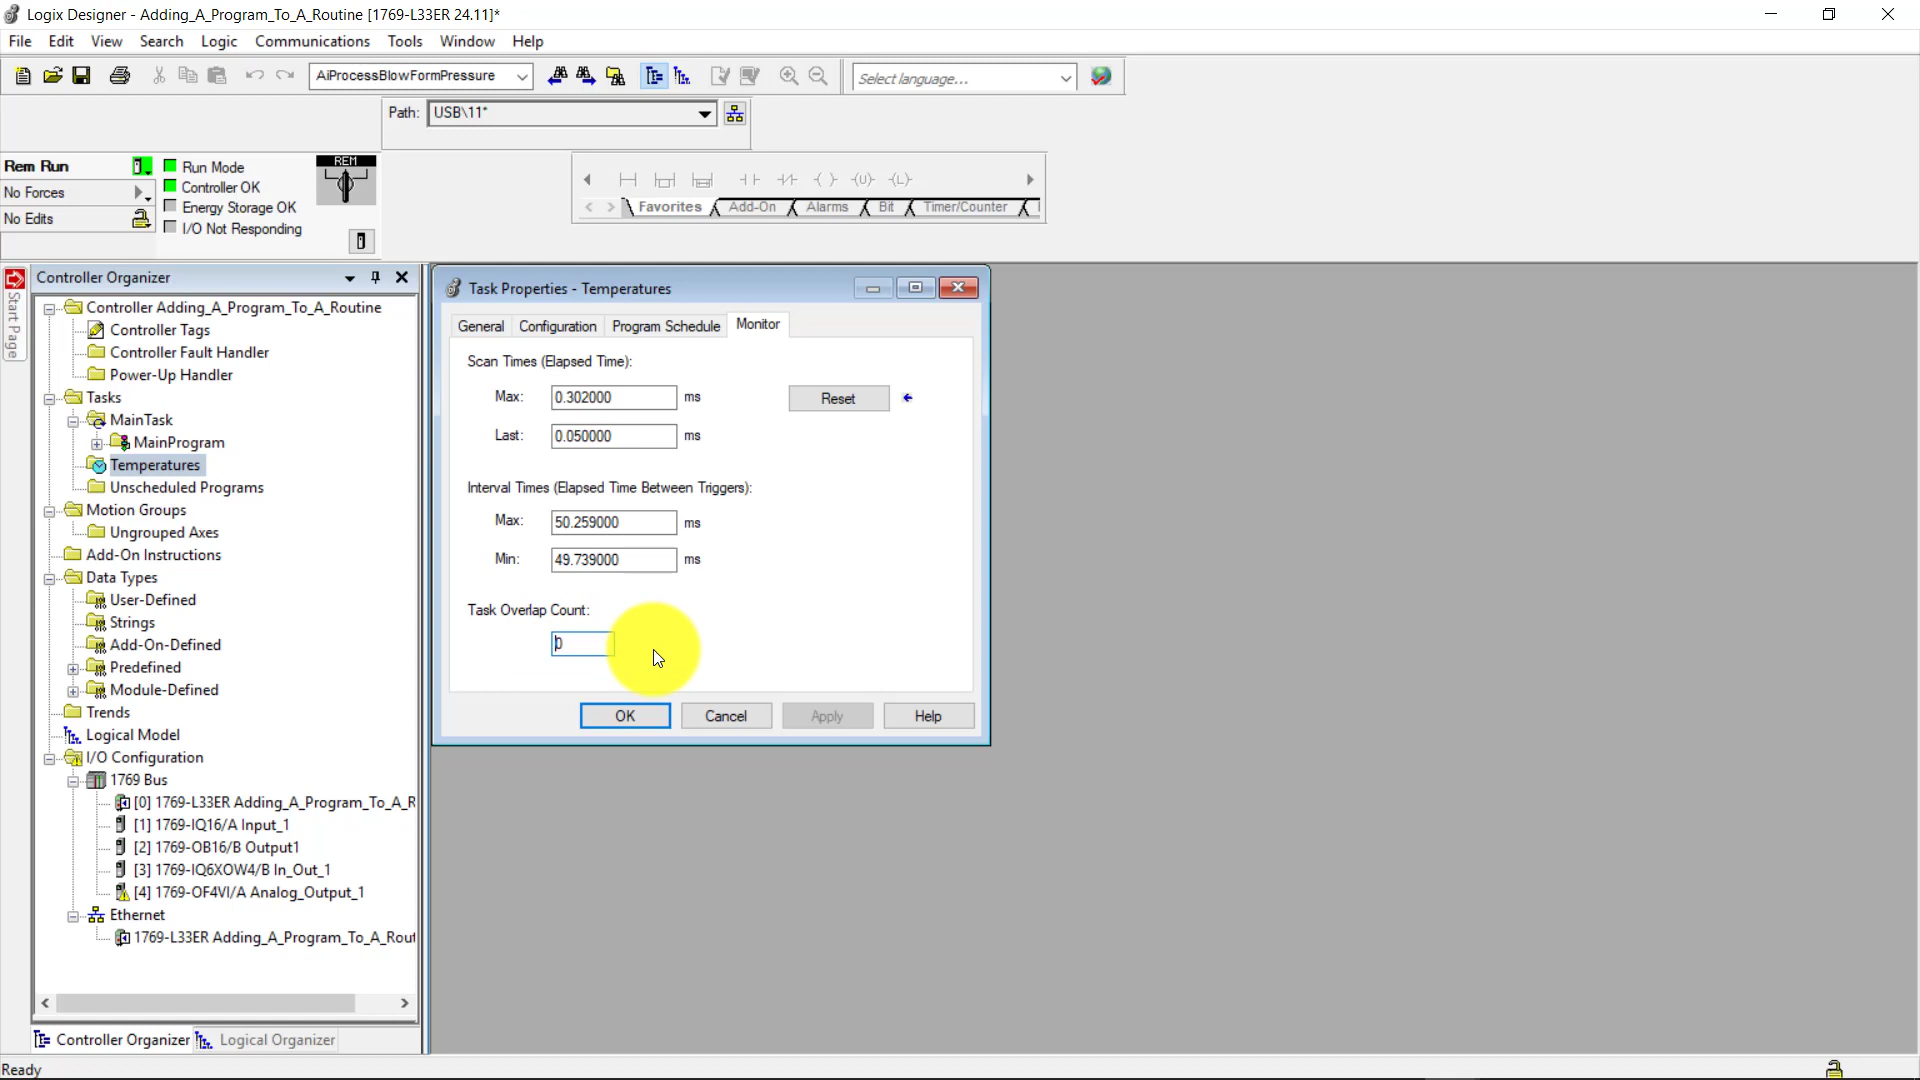 Logix Designer - Adding_A_Program_To_A_Routine [1769-L33ER 24.11]*
File Edit View Search Logic Communications Tools Window Help
AiProcessBlowFormPressure
Select language...
Path: USB\11*
Rem Run
No Forces
No Edits
Run Mode
Controller OK
Energy Storage OK
I/O Not Responding
REM
Favorites Add-On Alarms Bit Timer/Counter
Start Page
Controller Organizer
Controller Adding_A_Program_To_A_Routine
Controller Tags
Controller Fault Handler
Power-Up Handler
Tasks
MainTask
MainProgram
Temperatures
Unscheduled Programs
Motion Groups
Ungrouped Axes
Add-On Instructions
Data Types
User-Defined
Strings
Add-On-Defined
Predefined
Module-Defined
Trends
Logical Model
I/O Configuration
1769 Bus
[0] 1769-L33ER Adding_A_Program_To_A_R
[1] 1769-IQ16/A Input_1
[2] 1769-OB16/B Output1
[3] 1769-IQ6XOW4/B In_Out_1
[4] 1769-OF4VI/A Analog_Output_1
Ethernet
1769-L33ER Adding_A_Program_To_A_Rout
Controller Organizer Logical Organizer
Task Properties - Temperatures
General Configuration Program Schedule Monitor
Scan Times (Elapsed Time):
Max: 0.302000 ms Reset
Last: 0.050000 ms
Interval Times (Elapsed Time Between Triggers):
Max: 50.259000 ms
Min: 49.739000 ms
Task Overlap Count:
0
OK Cancel Apply Help
Ready